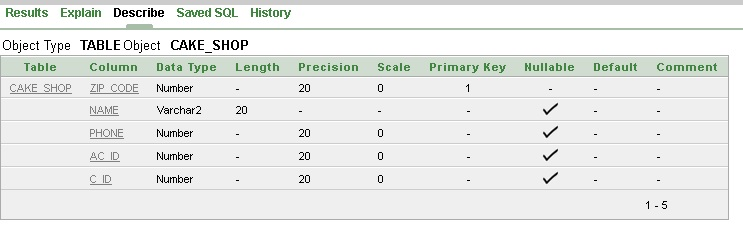 Results Explain Describe Saved SQL History
Object Type TABLE Object CAKE_SHOP
Table Column Data Type Length Precision Scale Primary Key Nullable Default Comment
CAKE_SHOP ZIP_CODE Number - 20 0 1 - - -
NAME Varchar2 20 - - - - -
PHONE Number - 20 0 - - -
AC_ID Number - 20 0 - - -
C_ID Number - 20 0 - - -
1 - 5